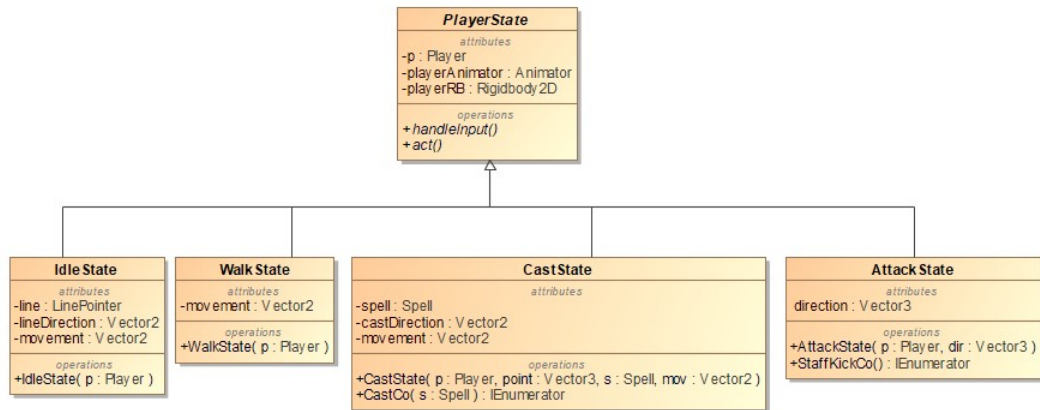 PlayerState
attributes
-p : Player
-playerAnimator : Animator
-playerRB : Rigidbody2D
operations
+handleInput()
+act()
IdleState
attributes
-line : LinePointer
-lineDirection : Vector2
-movement : Vector2
operations
+IdleState( p : Player )
WalkState
attributes
-movement : Vector2
operations
+WalkState( p : Player )
CastState
attributes
-spell : Spell
-castDirection : Vector2
-movement : Vector2
operations
+CastState( p : Player, point : Vector3, s : Spell, mov : Vector2 )
+CastCo( s : Spell ) : IEnumerator
AttackState
attributes
direction : Vector3
operations
+AttackState( p : Player, dir : Vector3 )
+StaffKickCo() : IEnumerator